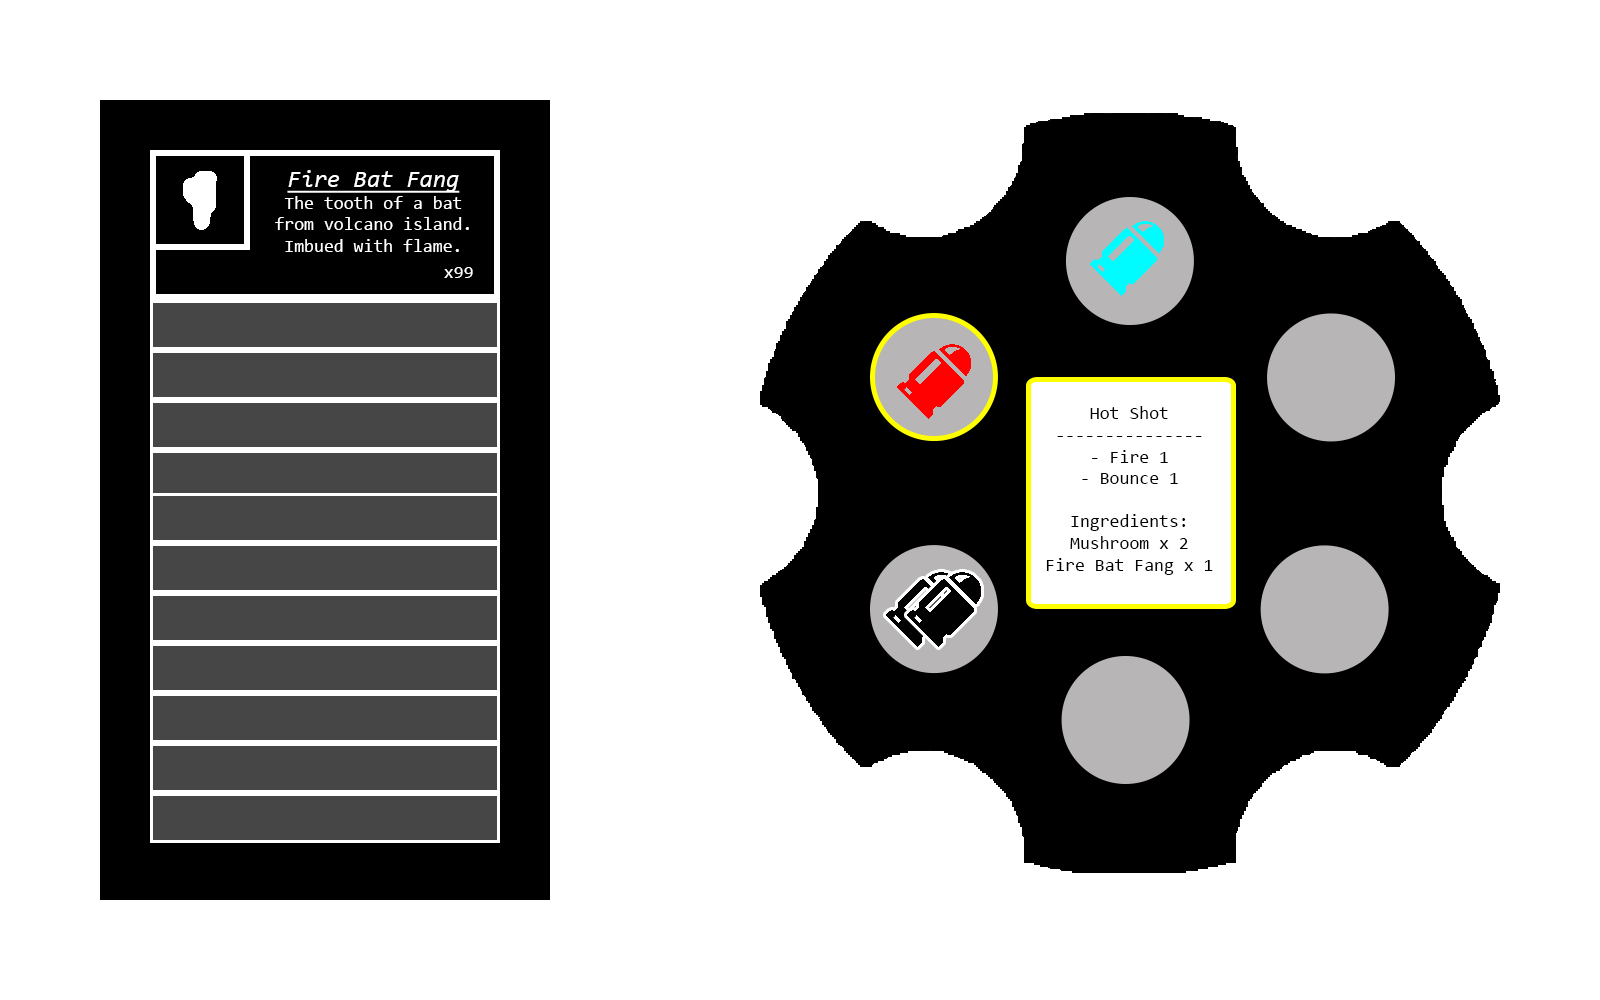 Fire Bat Fang
The tooth of a bat
from volcano island.
Imbued with flame.
x99
Hot Shot
---------------
- Fire 1
- Bounce 1
Ingredients:
Mushroom x 2
Fire Bat Fang x 1